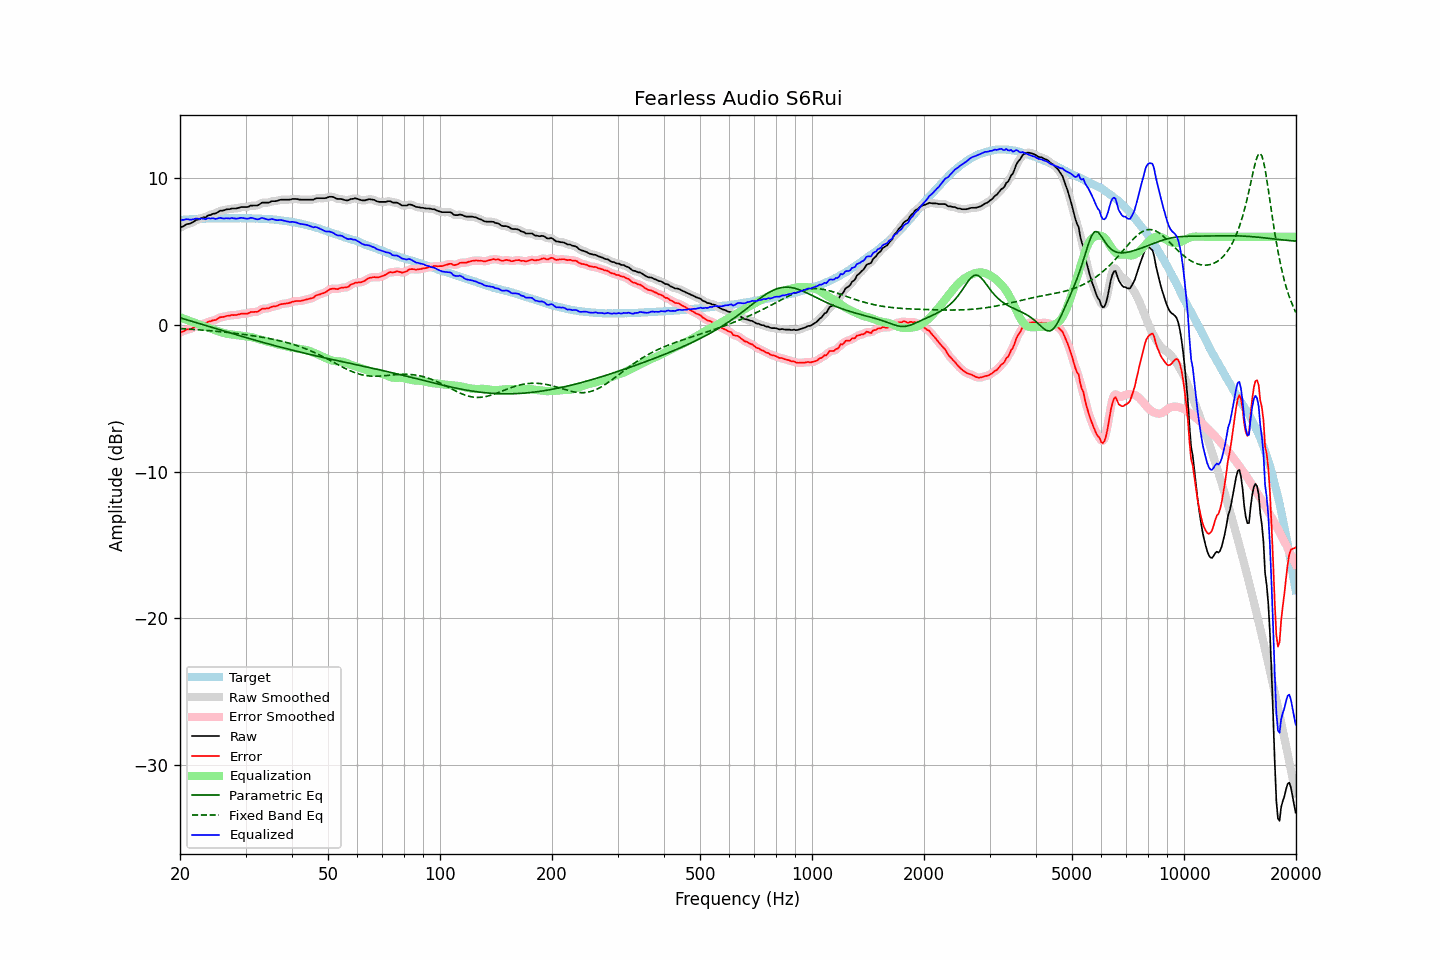 Fearless Audio S6Rui
Amplitude (dBr)
10
0
−10
−20
−30
Target
Raw Smoothed
Error Smoothed
Raw
Error
Equalization
Parametric Eq
Fixed Band Eq
Equalized
20 50 100 200 500 1000 2000 5000 10000 20000
Frequency (Hz)